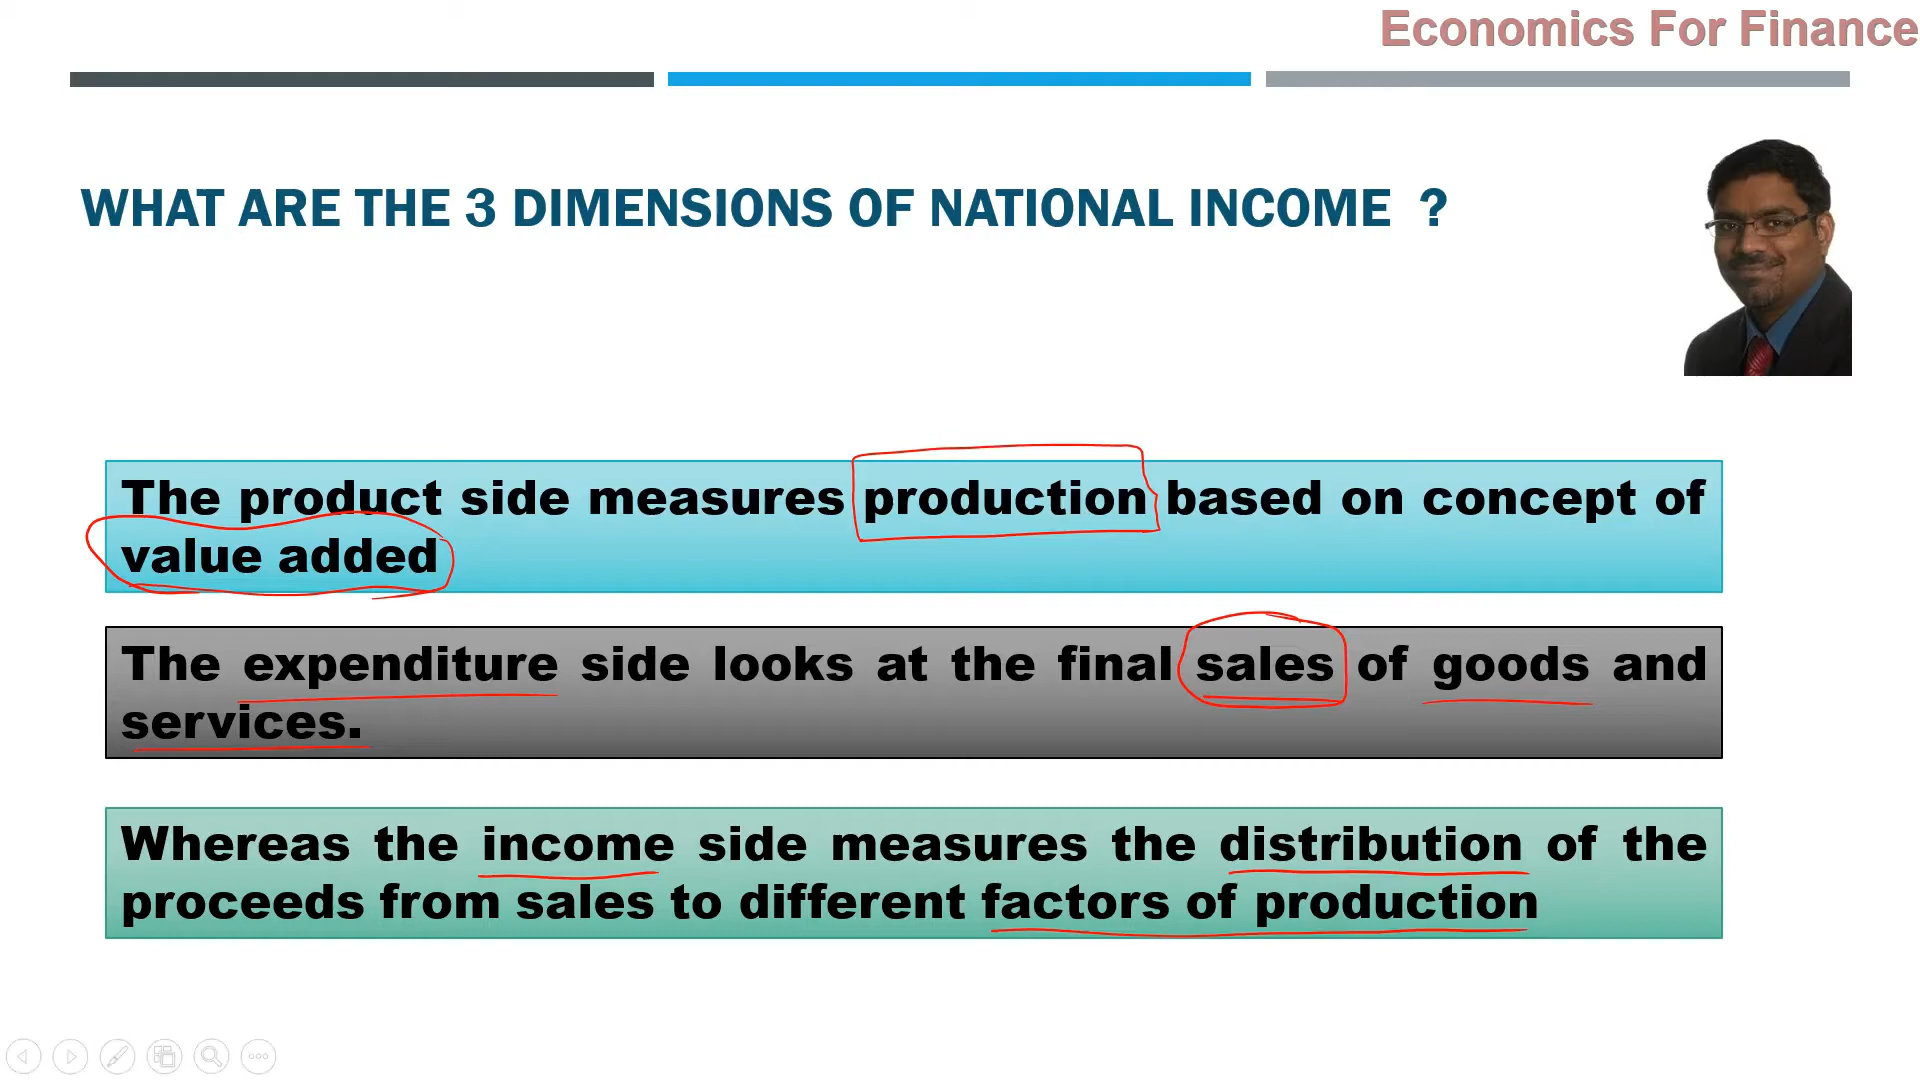 Economics For Finance
WHAT ARE THE 3 DIMENSIONS OF NATIONAL INCOME ?
The product side measures production based on concept of
value added
The expenditure side looks at the final sales of goods and
services.
Whereas the income side measures the distribution of the
proceeds from sales to different factors of production